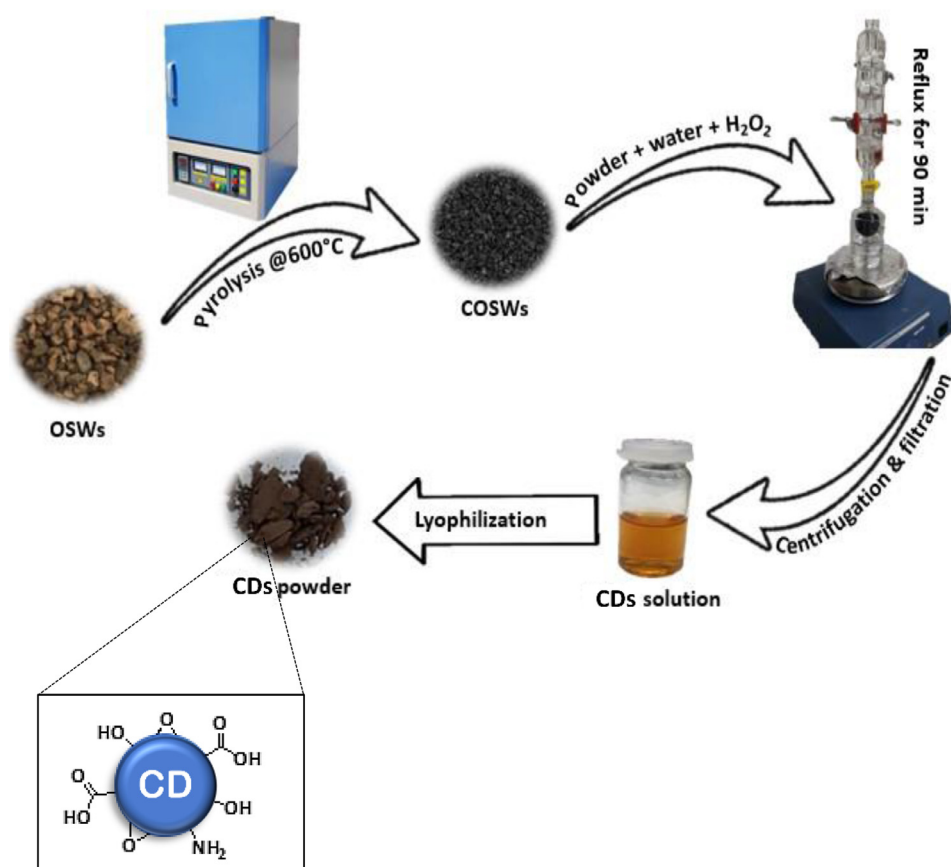 Pyrolysis @600°C
Powder + water + H₂O₂
Reflux for 90 min
OSWs
COSWs
Centrifugation & filtration
CDs solution
Lyophilization
CDs powder
O
O
HO
OH
O
CD
HO
OH
O
NH₂